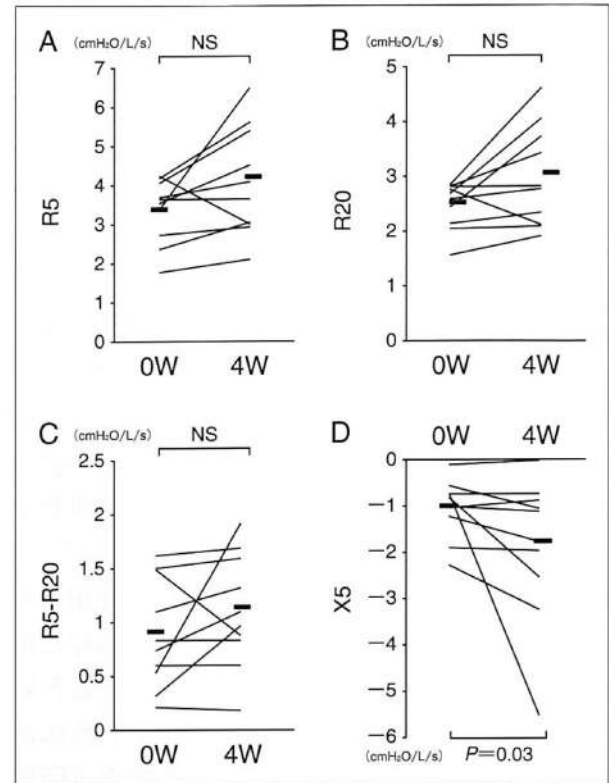 A (cmH₂O/L/s) NS
7
6
5
4
3
2
1
0
R5
0W 4W
B (cmH₂O/L/s) NS
5
4
3
2
1
0
R20
0W 4W
C (cmH₂O/L/s) NS
2.5
2
1.5
1
0.5
0
R5-R20
0W 4W
D 0W 4W
0
−1
−2
−3
−4
−5
−6
X5
(cmH₂O/L/s) P=0.03